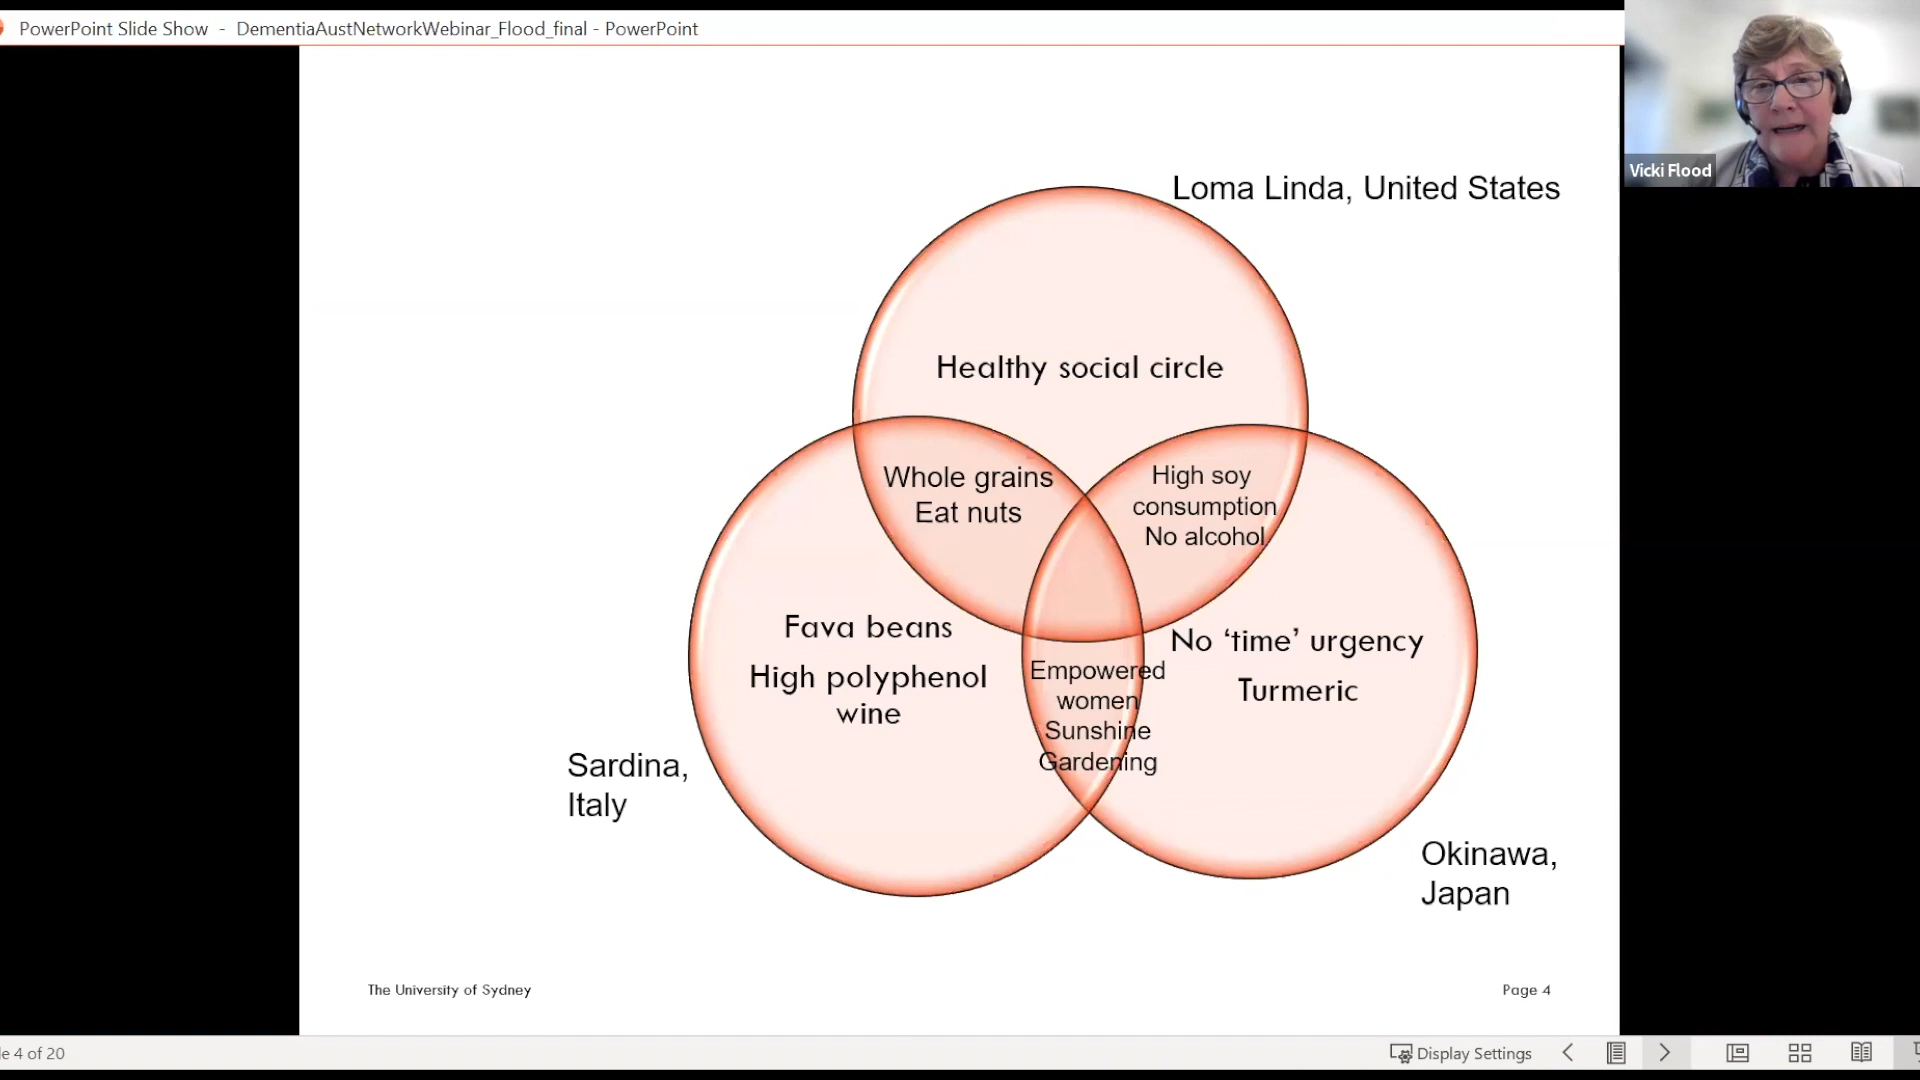 PowerPoint Slide Show - DementiaAustNetworkWebinar_Flood_final - PowerPoint
Vicki Flood
Loma Linda, United States
Healthy social circle
Whole grains
Eat nuts
High soy
consumption
No alcohol
Fava beans
High polyphenol
wine
No ‘time’ urgency
Turmeric
Empowered
women
Sunshine
Gardening
Sardina,
Italy
Okinawa,
Japan
The University of Sydney
Page 4
le 4 of 20
Display Settings